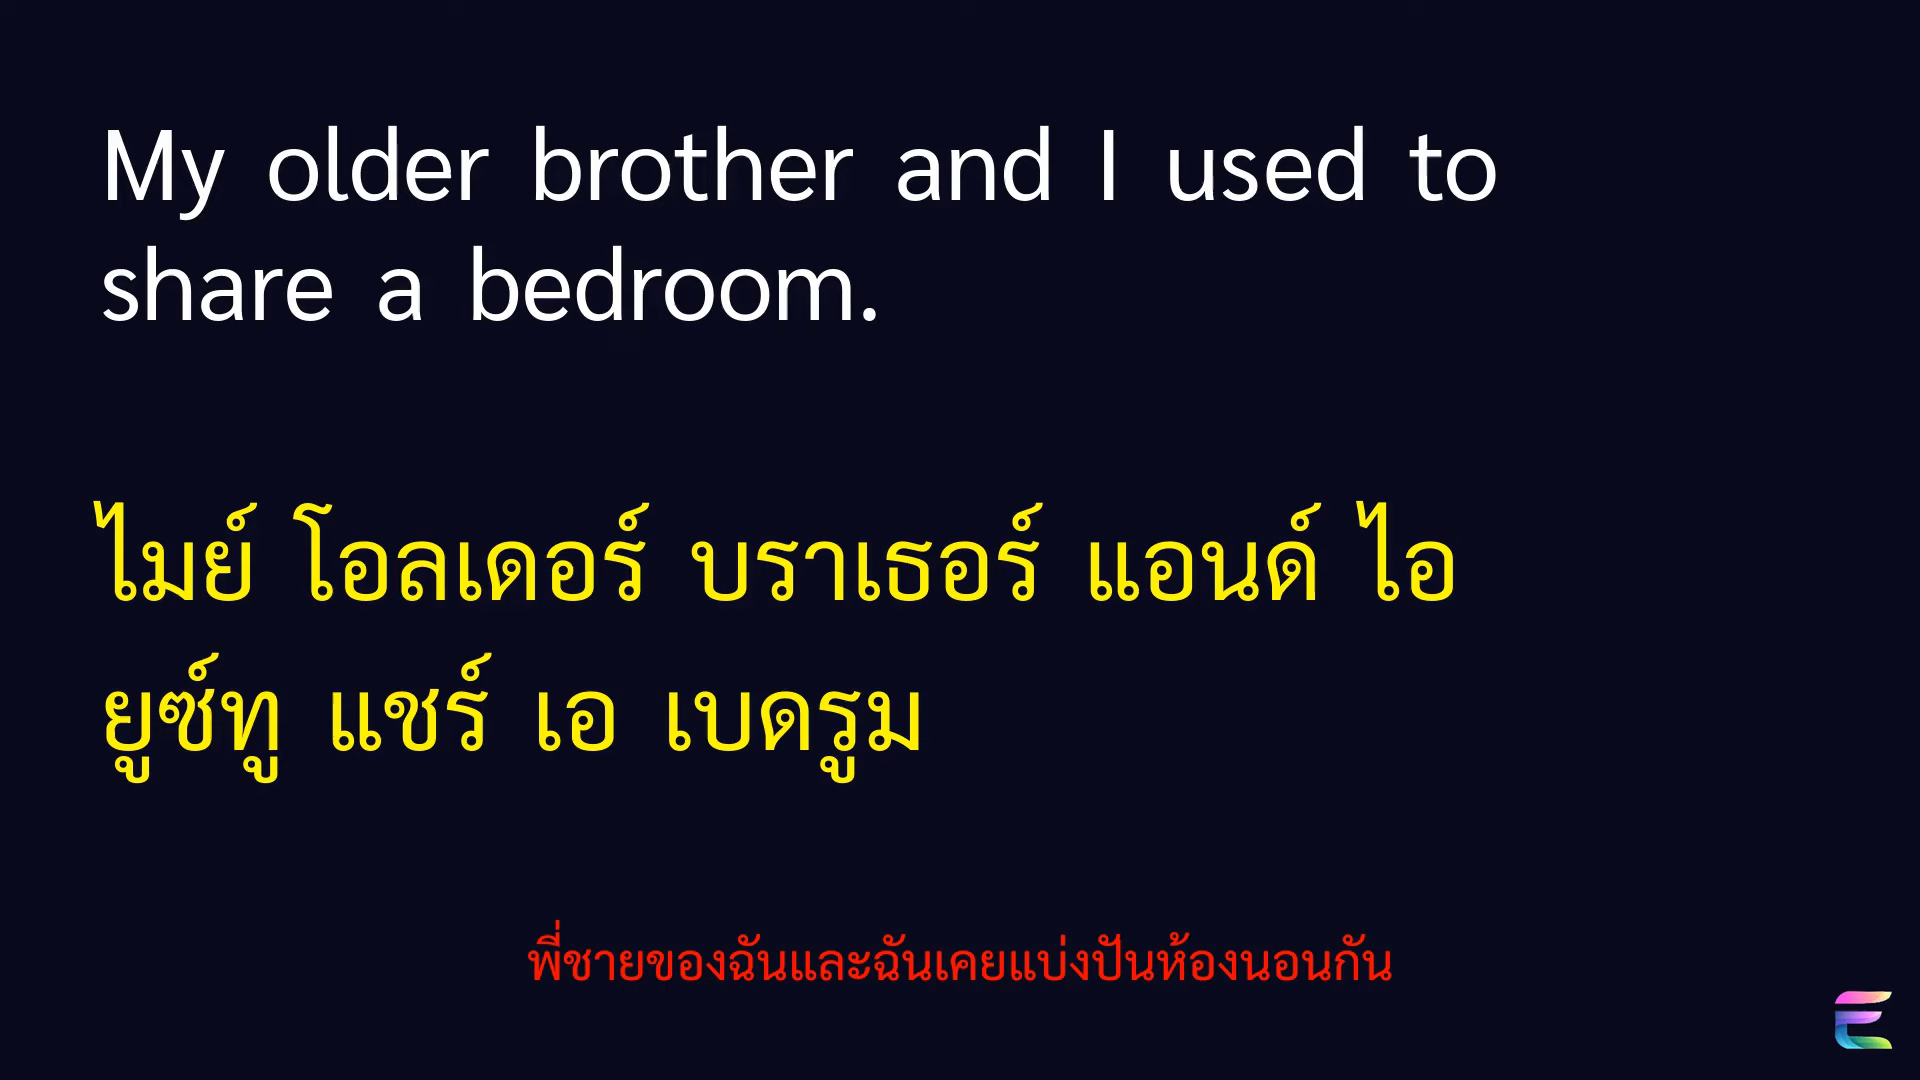 My older brother and I used to
share a bedroom.
ไมย์ โอลเดอร์ บราเธอร์ แอนด์ ไอ
ยูซ์ทู แชร์ เอ เบดรูม
พี่ชายของฉันและฉันเคยแบ่งปันห้องนอนกัน